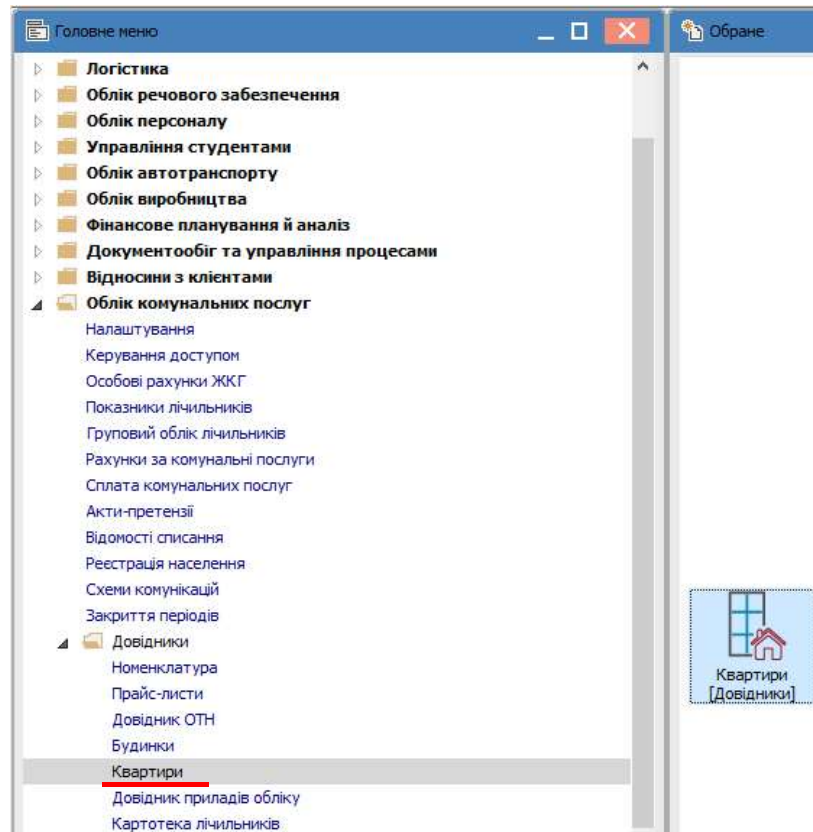 Головне меню
Логістика
Облік речового забезпечення
Облік персоналу
Управління студентами
Облік автотранспорту
Облік виробництва
Фінансове планування й аналіз
Документообіг та управління процесами
Відносини з клієнтами
Облік комунальних послуг
Налаштування
Керування доступом
Особові рахунки ЖКГ
Показники лічильників
Груповий облік лічильників
Рахунки за комунальні послуги
Сплата комунальних послуг
Акти-претензії
Відомості списання
Реєстрація населення
Схеми комунікацій
Закриття періодів
Довідники
Номенклатура
Прайс-листи
Довідник ОТН
Будинки
Квартири
Довідник приладів обліку
Картотека лічильників
Обране
Квартири
[Довідники]